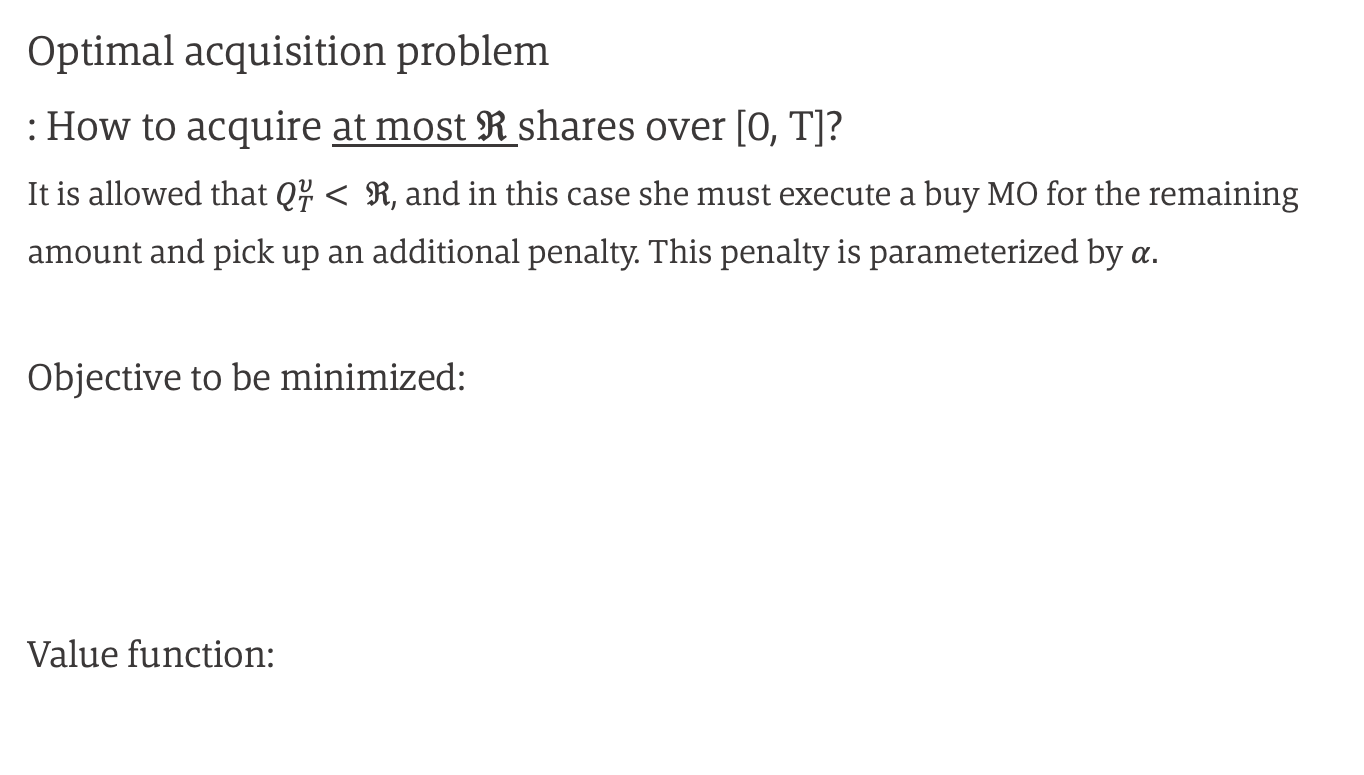 Optimal acquisition problem
: How to acquire at most ℜ shares over [0, T]?
It is allowed that $Q_T^υ$ < ℜ, and in this case she must execute a buy MO for the remaining
amount and pick up an additional penalty. This penalty is parameterized by α.
Objective to be minimized:
Value function: